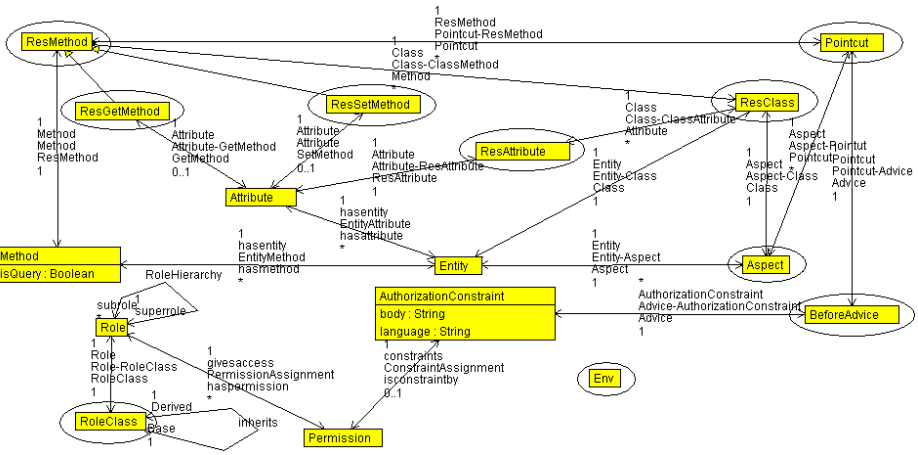 1
ResMethod
Pointcut-ResMethod
Pointcut
*
ResMethod
Pointcut
1
Class
Class-ClassMethod
Method
*
ResGetMethod
ResSetMethod
ResClass
1
Method
Method
ResMethod
1
1
Attribute
Attribute-GetMethod
GetMethod
0..1
1
Attribute
Attribute
SetMethod
0..1
1
Class
Class-ClassAttribute
Attribute
*
ResAttribute
1
Attribute
Attribute-ResAttribute
ResAttribute
1
1
Entity
Entity-Class
Class
1
1
Aspect
Aspect-Class
Class
1
1
Aspect
Pointcut
*
Pointcut
Pointcut-Advice
Advice
1
Attribute
1
hasentity
EntityAttribute
hasattribute
*
Method
isQuery : Boolean
1
hasentity
EntityMethod
hasmethod
*
Entity
1
Entity
Entity-Aspect
Aspect
1
Aspect
RoleHierarchy
subrole
*
1
superrole
Role
AuthorizationConstraint
body : String
language : String
*
AuthorizationConstraint
Advice-AuthorizationConstraint
Advice
1
BeforeAdvice
1
Role
Role-RoleClass
RoleClass
1
1
givesaccess
PermissionAssignment
haspermission
*
1
constraints
ConstraintAssignment
isconstraintby
0..1
Env
RoleClass
1
Derived
Base
1
inherits
Permission